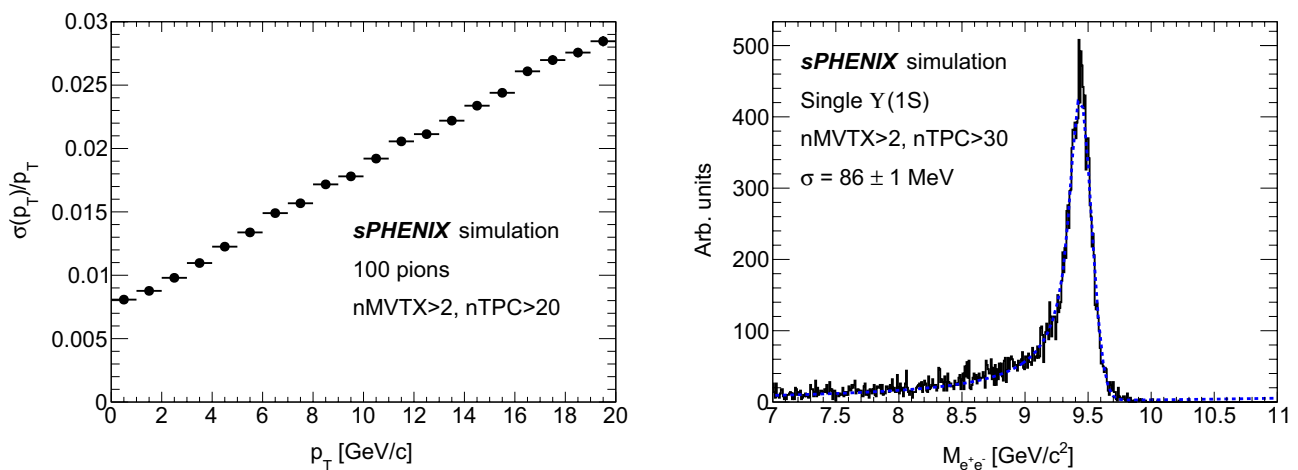 0.03
0.025
0.02
0.015
0.01
0.005
0
σ(p_T)/p_T
sPHENIX simulation
100 pions
nMVTX>2, nTPC>20
0 2 4 6 8 10 12 14 16 18 20
p_T [GeV/c]
500
400
300
200
100
0
Arb. units
sPHENIX simulation
Single ϒ(1S)
nMVTX>2, nTPC>30
σ = 86 ± 1 MeV
7 7.5 8 8.5 9 9.5 10 10.5 11
M_{e⁺e⁻} [GeV/c²]